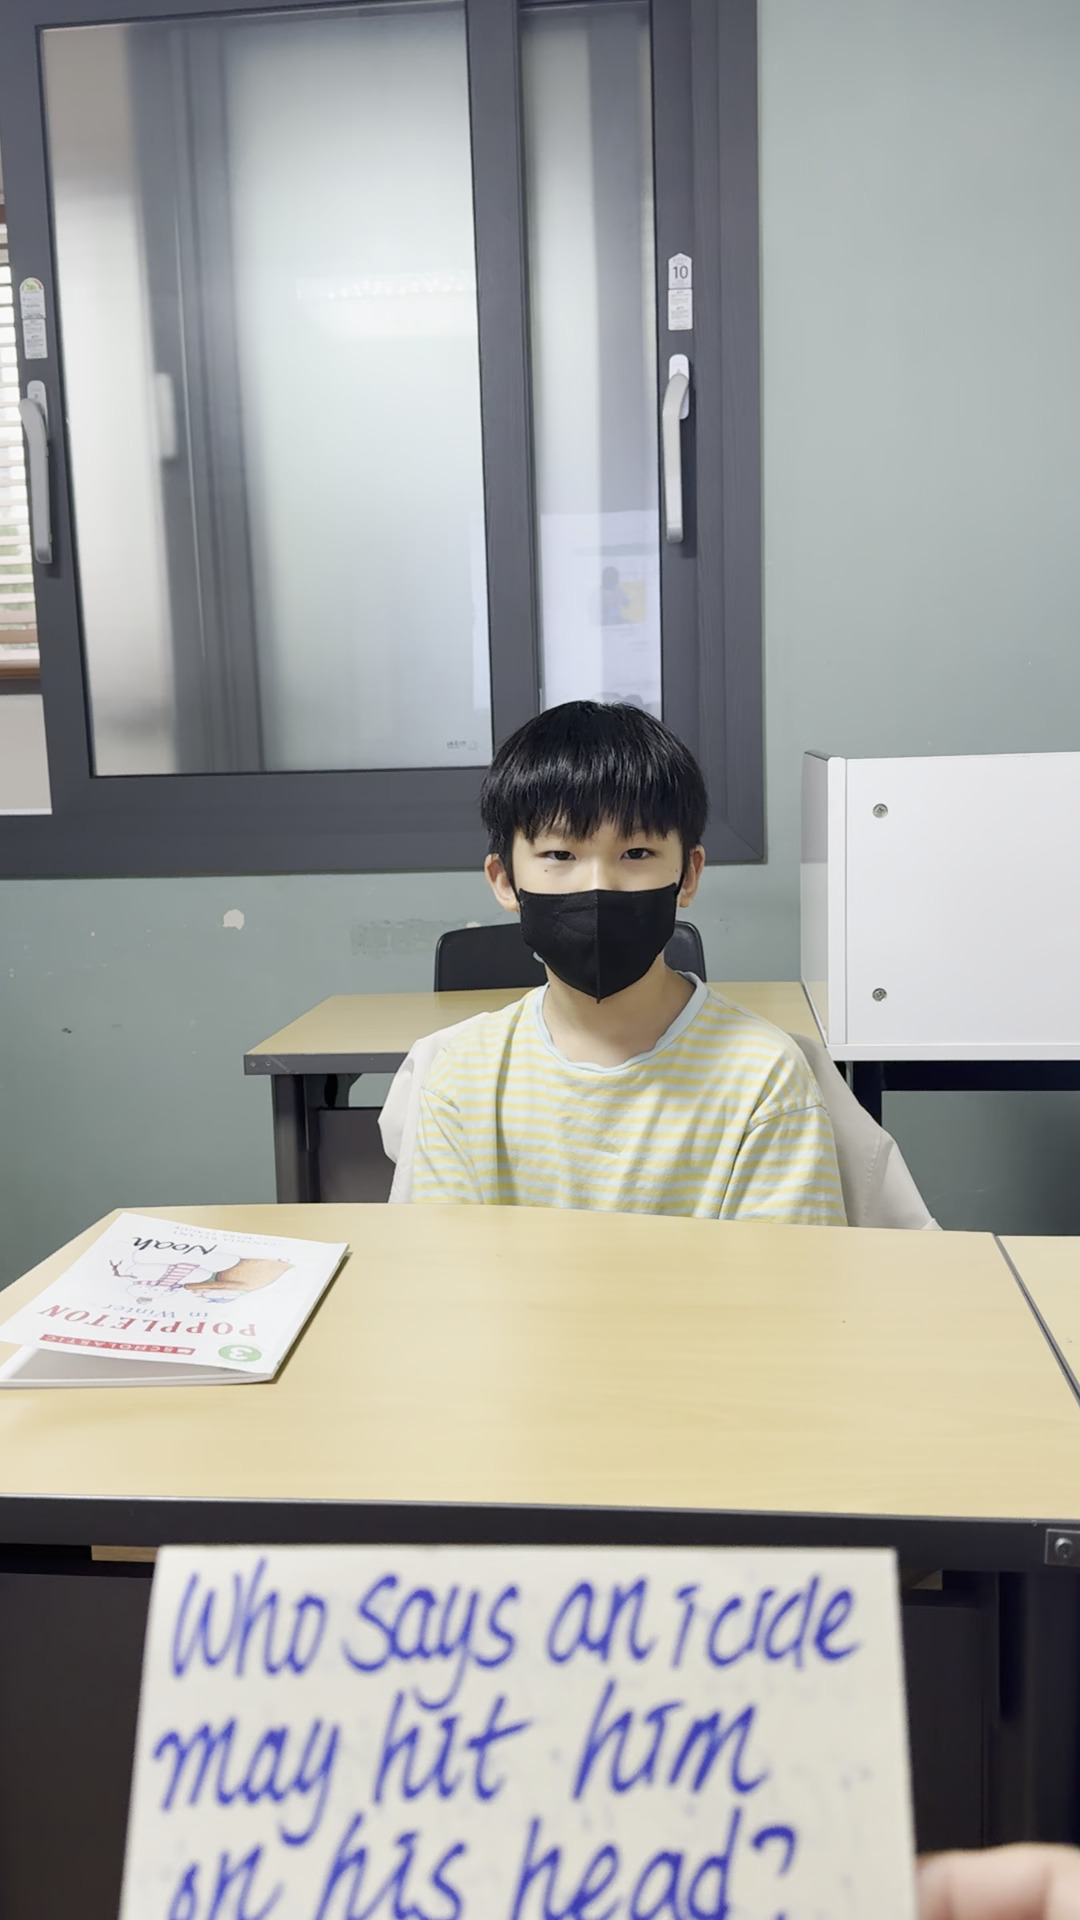 10
Noah
in Winter
POPPLETON
SCHOLASTIC
3
Who says an icicle
may hit him
on his head?